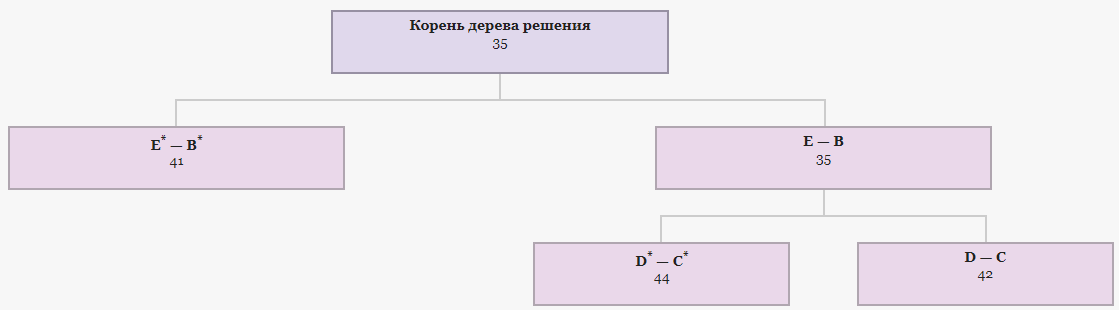 Корень дерева решения
35
E* — B*
41
E — B
35
D* — C*
44
D — C
42